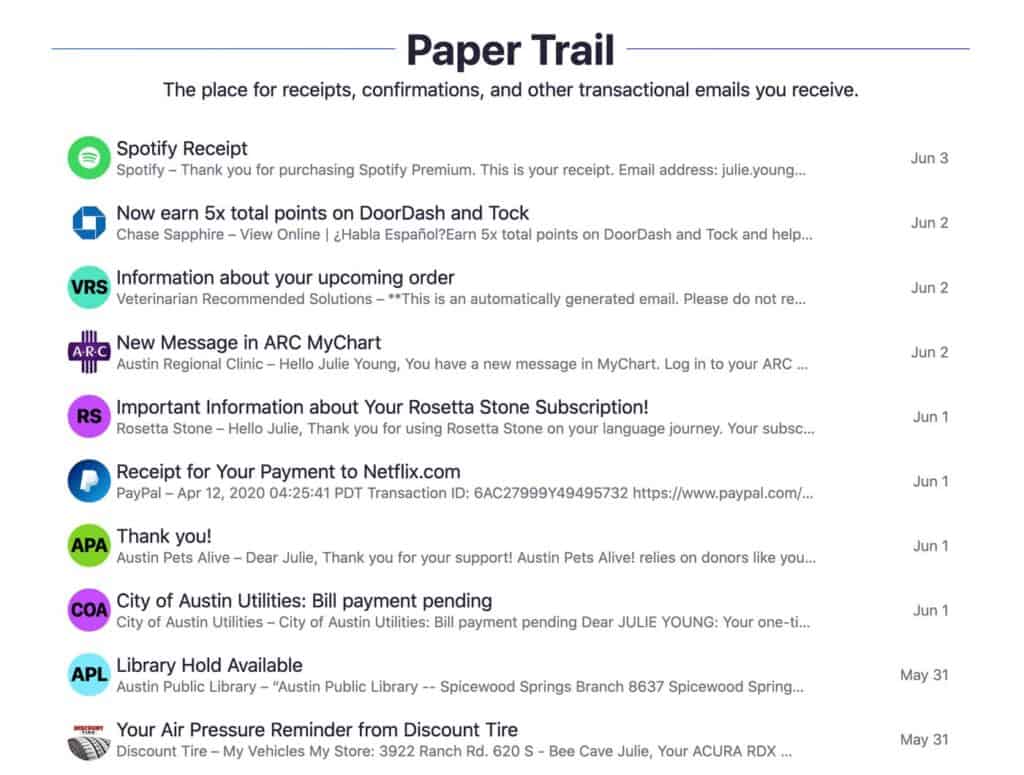 Paper Trail
The place for receipts, confirmations, and other transactional emails you receive.
Spotify Receipt
Jun 3
Spotify – Thank you for purchasing Spotify Premium. This is your receipt. Email address: julie.young...
Now earn 5x total points on DoorDash and Tock
Jun 2
Chase Sapphire – View Online | ¿Habla Español?Earn 5x total points on DoorDash and Tock and help...
VRS
Information about your upcoming order
Jun 2
Veterinarian Recommended Solutions – **This is an automatically generated email. Please do not re...
A·R·C
New Message in ARC MyChart
Jun 2
Austin Regional Clinic – Hello Julie Young, You have a new message in MyChart. Log in to your ARC ...
RS
Important Information about Your Rosetta Stone Subscription!
Jun 1
Rosetta Stone – Hello Julie, Thank you for using Rosetta Stone on your language journey. Your subsc...
Receipt for Your Payment to Netflix.com
Jun 1
PayPal – Apr 12, 2020 04:25:41 PDT Transaction ID: 6AC27999Y49495732 https://www.paypal.com/...
APA
Thank you!
Jun 1
Austin Pets Alive – Dear Julie, Thank you for your support! Austin Pets Alive! relies on donors like you...
COA
City of Austin Utilities: Bill payment pending
Jun 1
City of Austin Utilities – City of Austin Utilities: Bill payment pending Dear JULIE YOUNG: Your one-ti...
APL
Library Hold Available
May 31
Austin Public Library – “Austin Public Library -- Spicewood Springs Branch 8637 Spicewood Spring...
DISCOUNT
TIRE
Your Air Pressure Reminder from Discount Tire
May 31
Discount Tire – My Vehicles My Store: 3922 Ranch Rd. 620 S - Bee Cave Julie, Your ACURA RDX ...